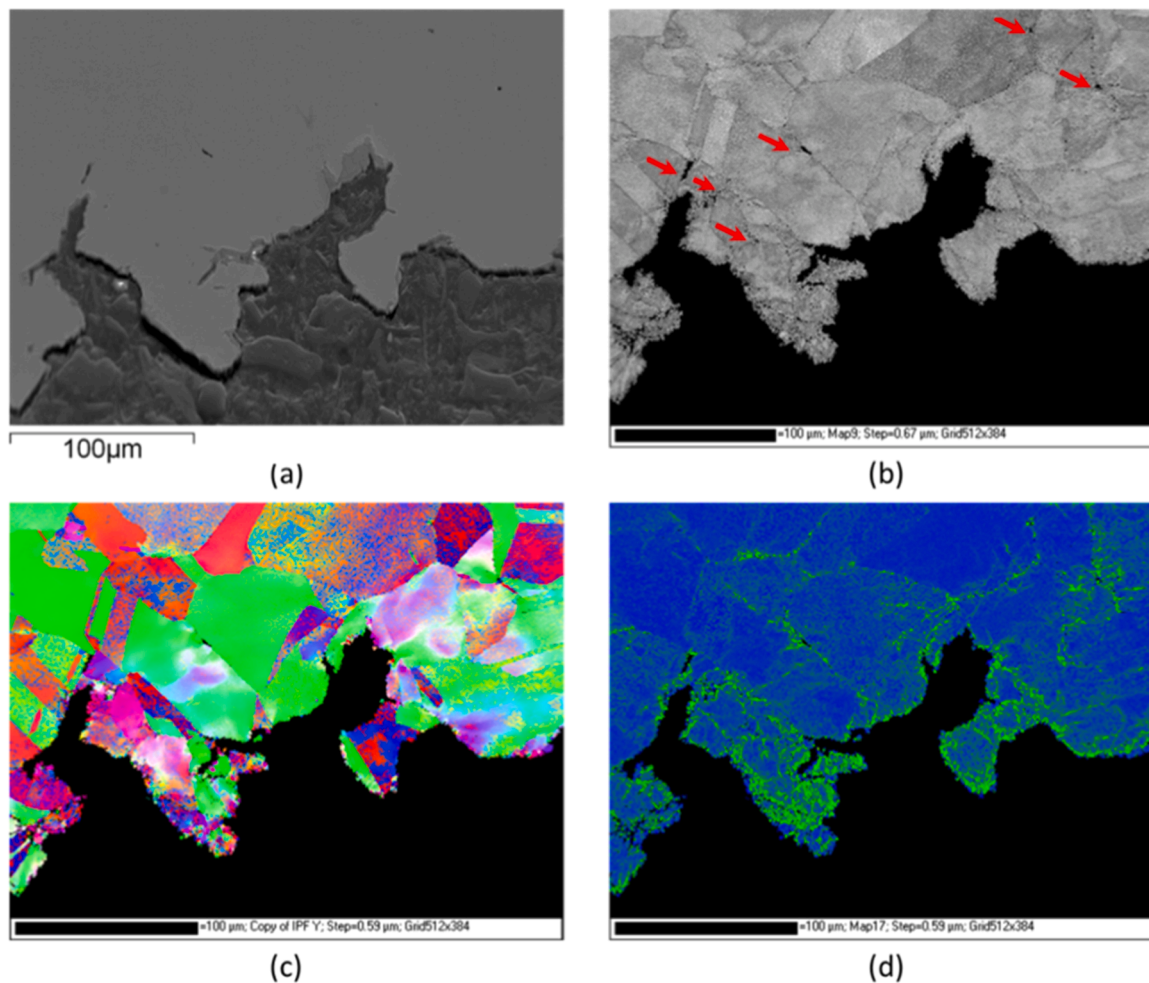 100µm
(a)
=100 µm; Map9; Step=0.67 µm; Grid512x384
(b)
=100 µm; Copy of IPF Y; Step=0.59 µm; Grid512x384
(c)
=100 µm; Map17; Step=0.59 µm; Grid512x384
(d)